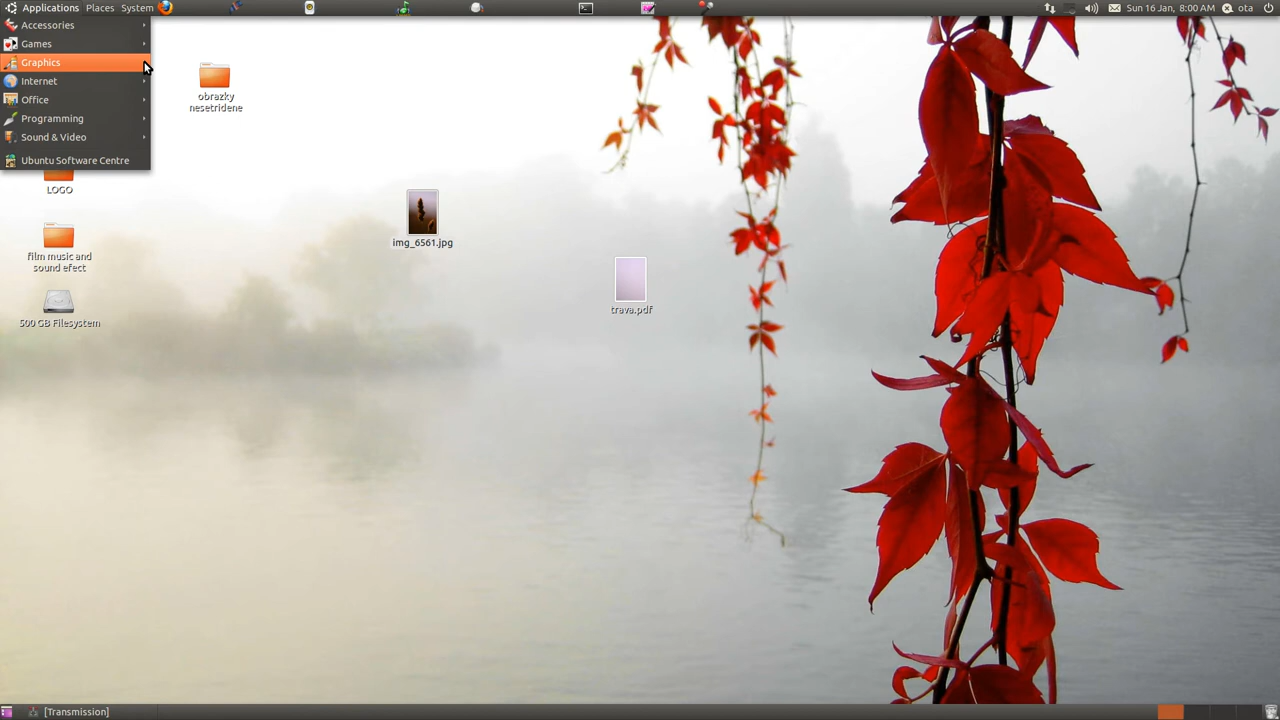 Applications Places System
Sun 16 Jan, 8:00 AM ota
Accessories
Games
Graphics
Internet
Office
Programming
Sound & Video
Ubuntu Software Centre
obrazky
nesetridene
LOGO
img_6561.jpg
film music and
sound efect
trava.pdf
500 GB Filesystem
[Transmission]